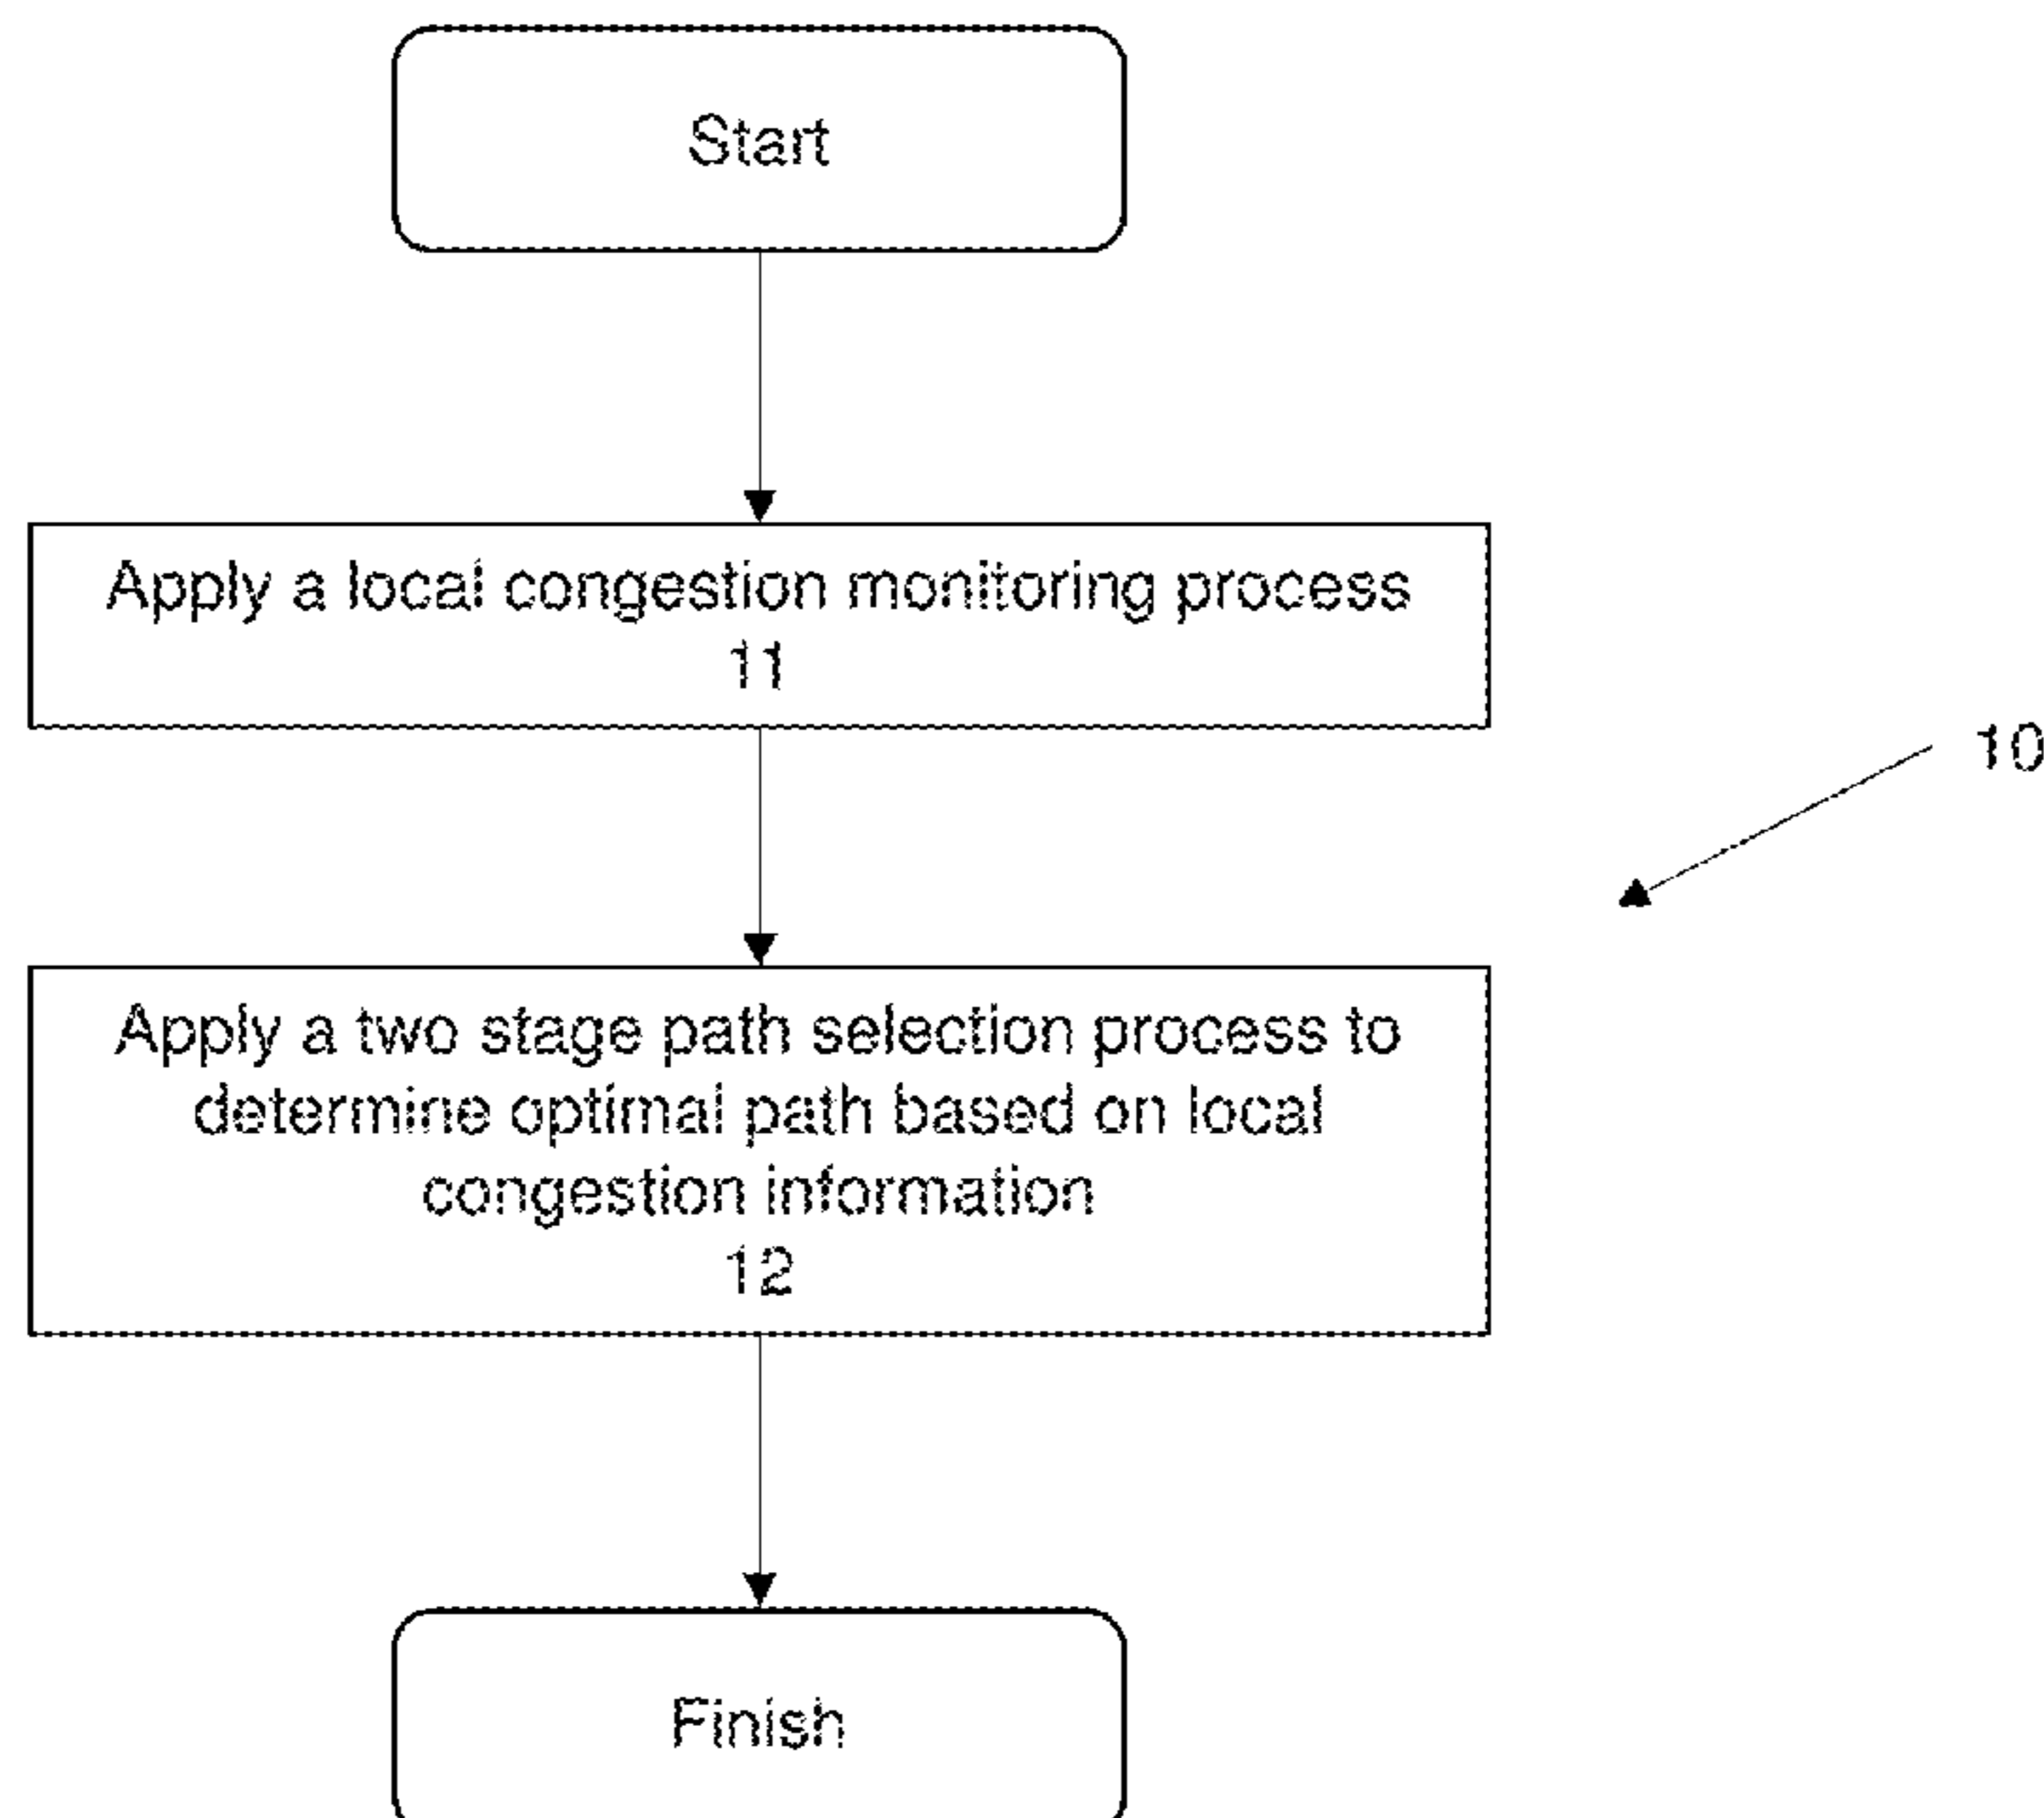 Start
Apply a local congestion monitoring process
11
10
Apply a two stage path selection process to
determine optimal path based on local
congestion information
12
Finish